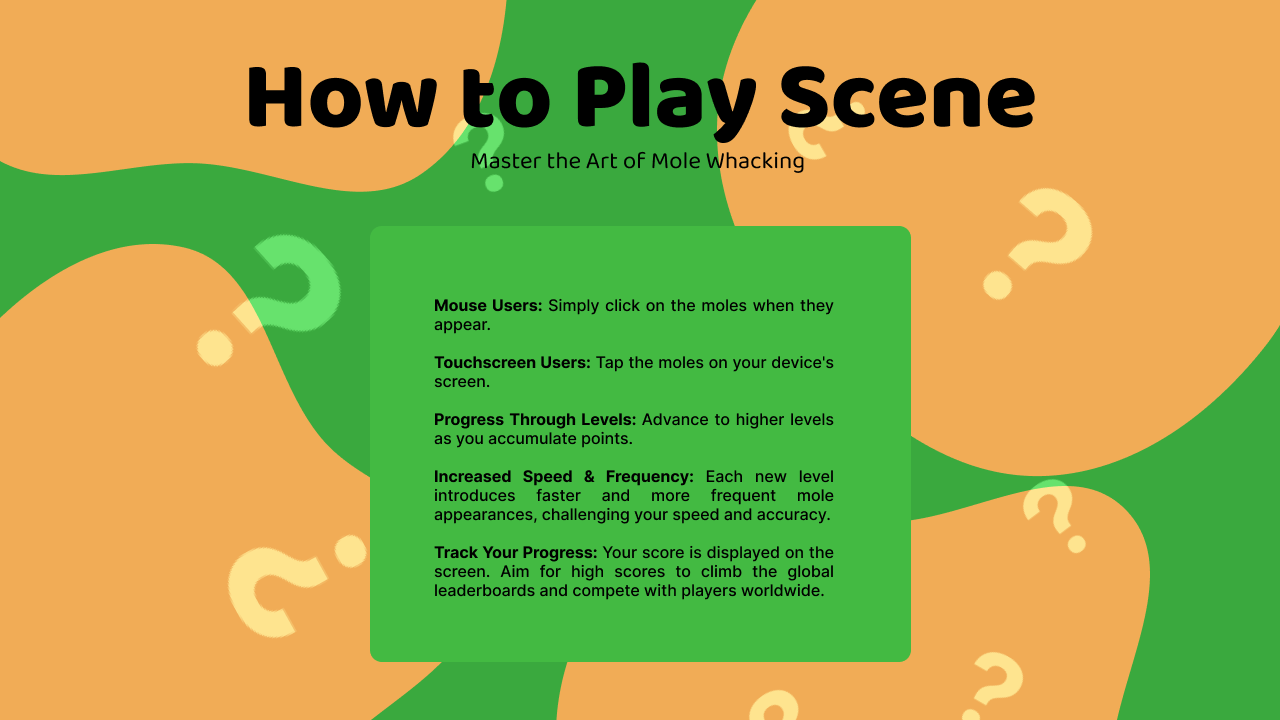 How to Play Scene
Master the Art of Mole Whacking
Mouse Users: Simply click on the moles when they
appear.
Touchscreen Users: Tap the moles on your device's
screen.
Progress Through Levels: Advance to higher levels
as you accumulate points.
Increased Speed & Frequency: Each new level
introduces faster and more frequent mole
appearances, challenging your speed and accuracy.
Track Your Progress: Your score is displayed on the
screen. Aim for high scores to climb the global
leaderboards and compete with players worldwide.